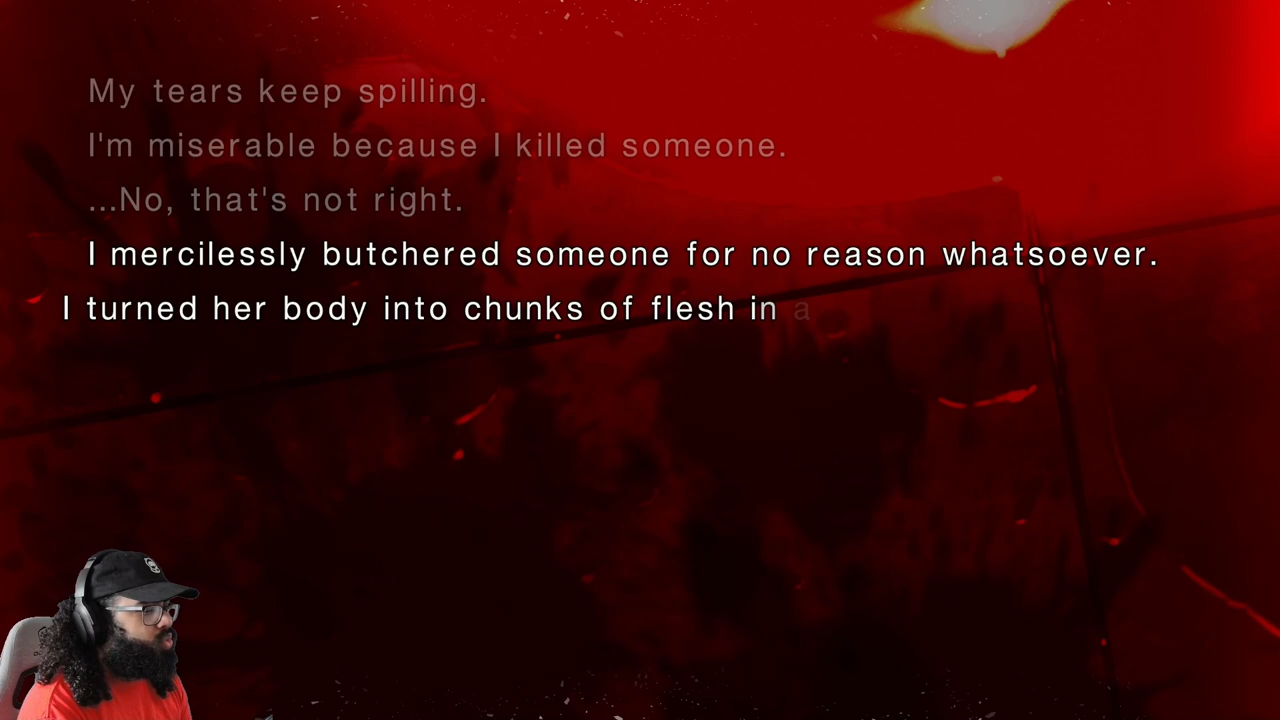 My tears keep spilling.
I'm miserable because I killed someone.
...No, that's not right.
I mercilessly butchered someone for no reason whatsoever.
I turned her body into chunks of flesh in a